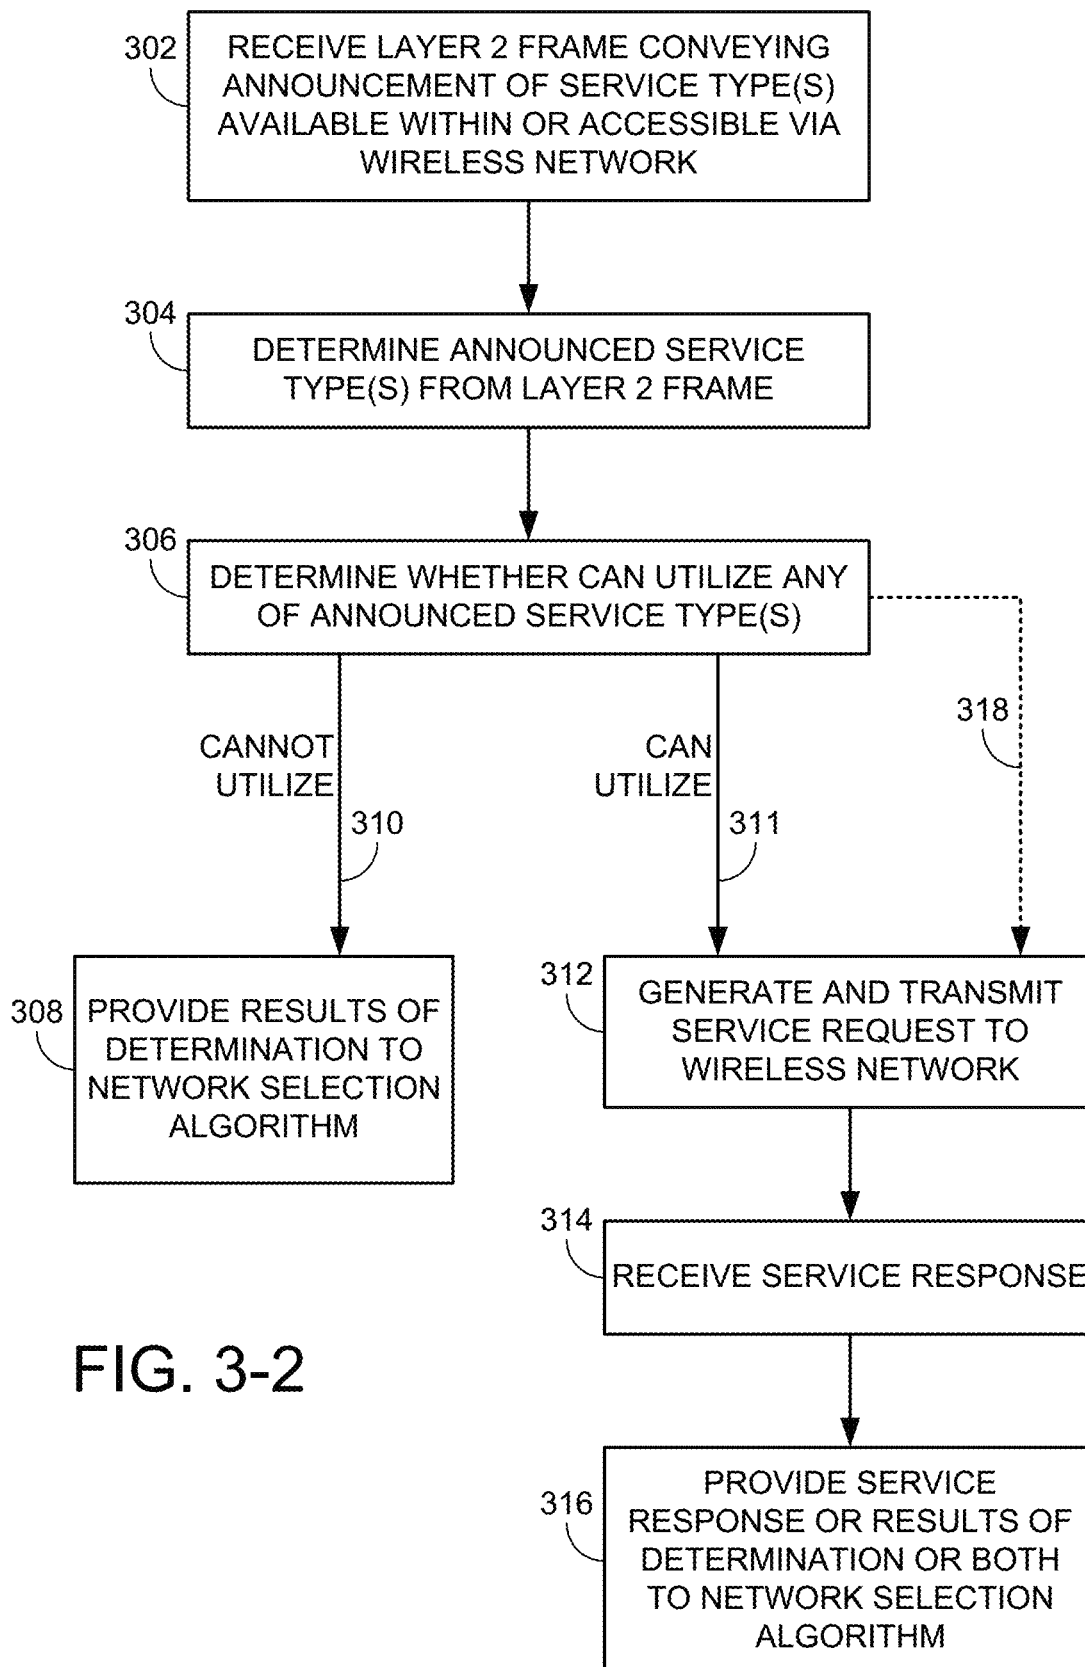 302
RECEIVE LAYER 2 FRAME CONVEYING
ANNOUNCEMENT OF SERVICE TYPE(S)
AVAILABLE WITHIN OR ACCESSIBLE VIA
WIRELESS NETWORK
304
DETERMINE ANNOUNCED SERVICE
TYPE(S) FROM LAYER 2 FRAME
306
DETERMINE WHETHER CAN UTILIZE ANY
OF ANNOUNCED SERVICE TYPE(S)
CANNOT
UTILIZE
310
CAN
UTILIZE
311
318
308
PROVIDE RESULTS OF
DETERMINATION TO
NETWORK SELECTION
ALGORITHM
312
GENERATE AND TRANSMIT
SERVICE REQUEST TO
WIRELESS NETWORK
314
RECEIVE SERVICE RESPONSE
316
PROVIDE SERVICE
RESPONSE OR RESULTS OF
DETERMINATION OR BOTH
TO NETWORK SELECTION
ALGORITHM
FIG. 3-2